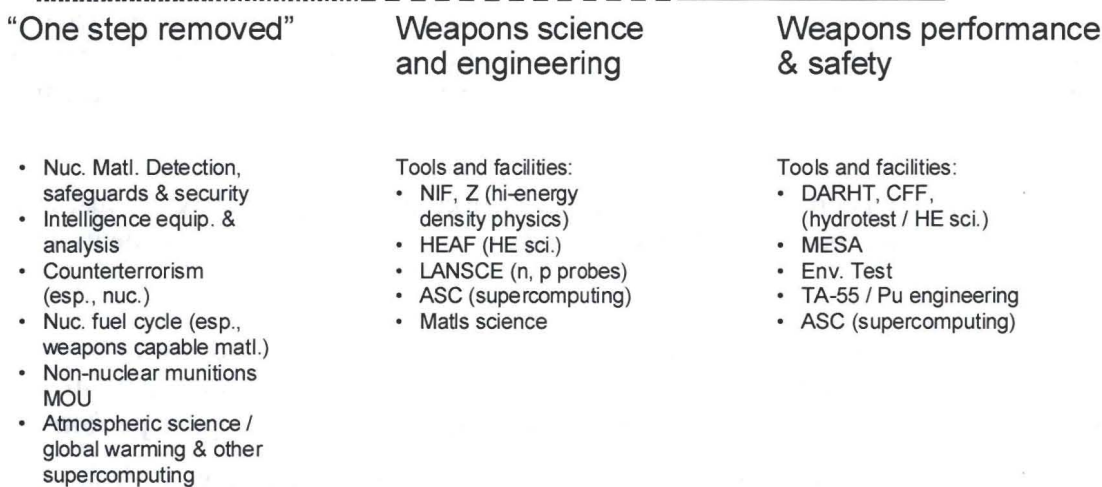 “One step removed”
• Nuc. Matl. Detection,
safeguards & security
• Intelligence equip. &
analysis
• Counterterrorism
(esp., nuc.)
• Nuc. fuel cycle (esp.,
weapons capable matl.)
• Non-nuclear munitions
MOU
• Atmospheric science /
global warming & other
supercomputing
Weapons science
and engineering
Tools and facilities:
• NIF, Z (hi-energy
density physics)
• HEAF (HE sci.)
• LANSCE (n, p probes)
• ASC (supercomputing)
• Matls science
Weapons performance
& safety
Tools and facilities:
• DARHT, CFF,
(hydrotest / HE sci.)
• MESA
• Env. Test
• TA-55 / Pu engineering
• ASC (supercomputing)